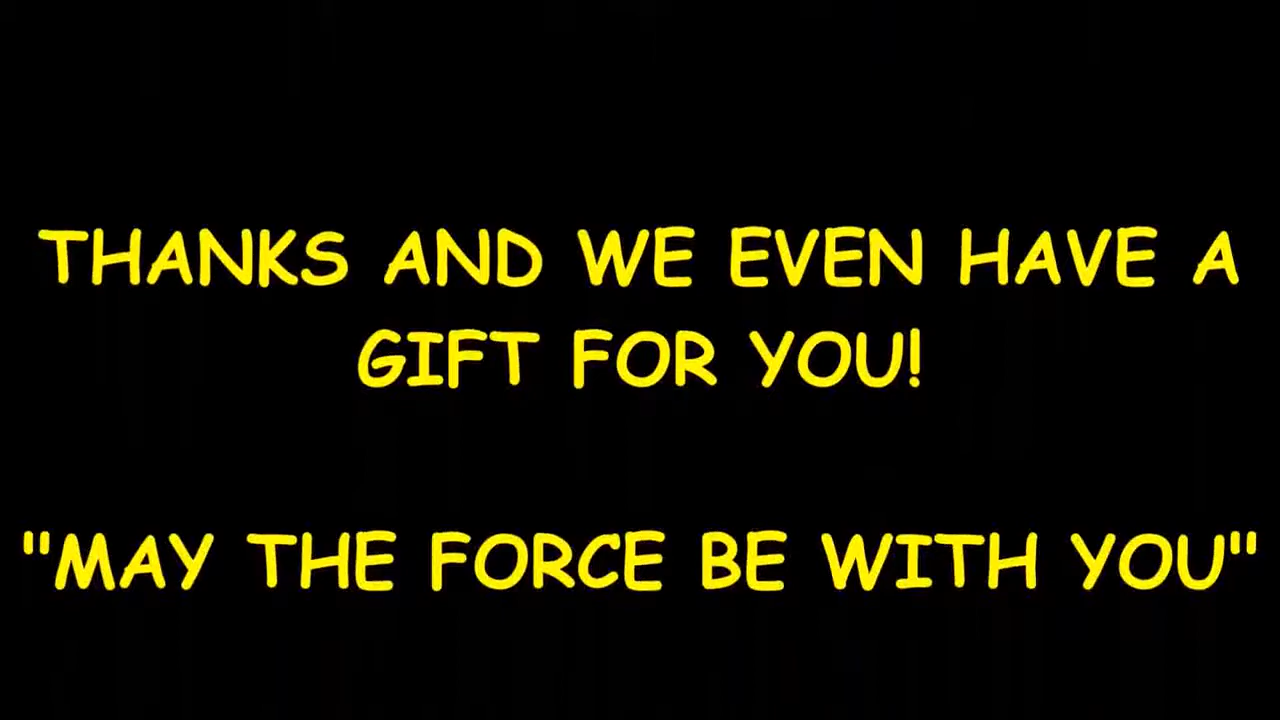 THANKS AND WE EVEN HAVE A
GIFT FOR YOU!
"MAY THE FORCE BE WITH YOU"